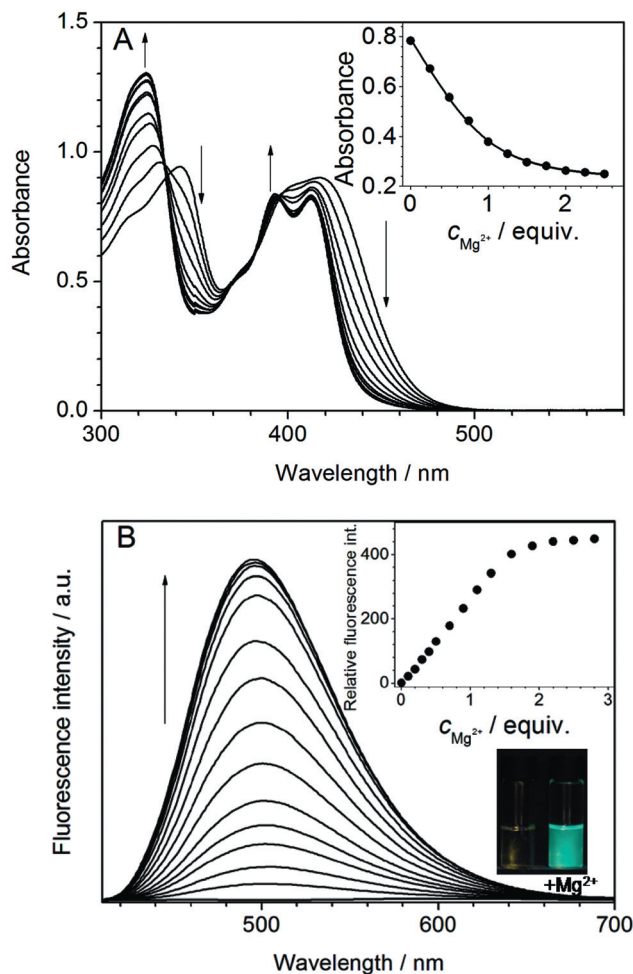 A
1.5
1.0
0.5
0.0
Absorbance
300
400
500
Wavelength / nm
0.8
0.6
0.4
0.2
Absorbance
0
1
2
cMg²⁺ / equiv.
B
Fluorescence intensity / a.u.
500
600
700
Wavelength / nm
400
200
0
Relative fluorescence int.
0
1
2
3
cMg²⁺ / equiv.
+Mg²⁺